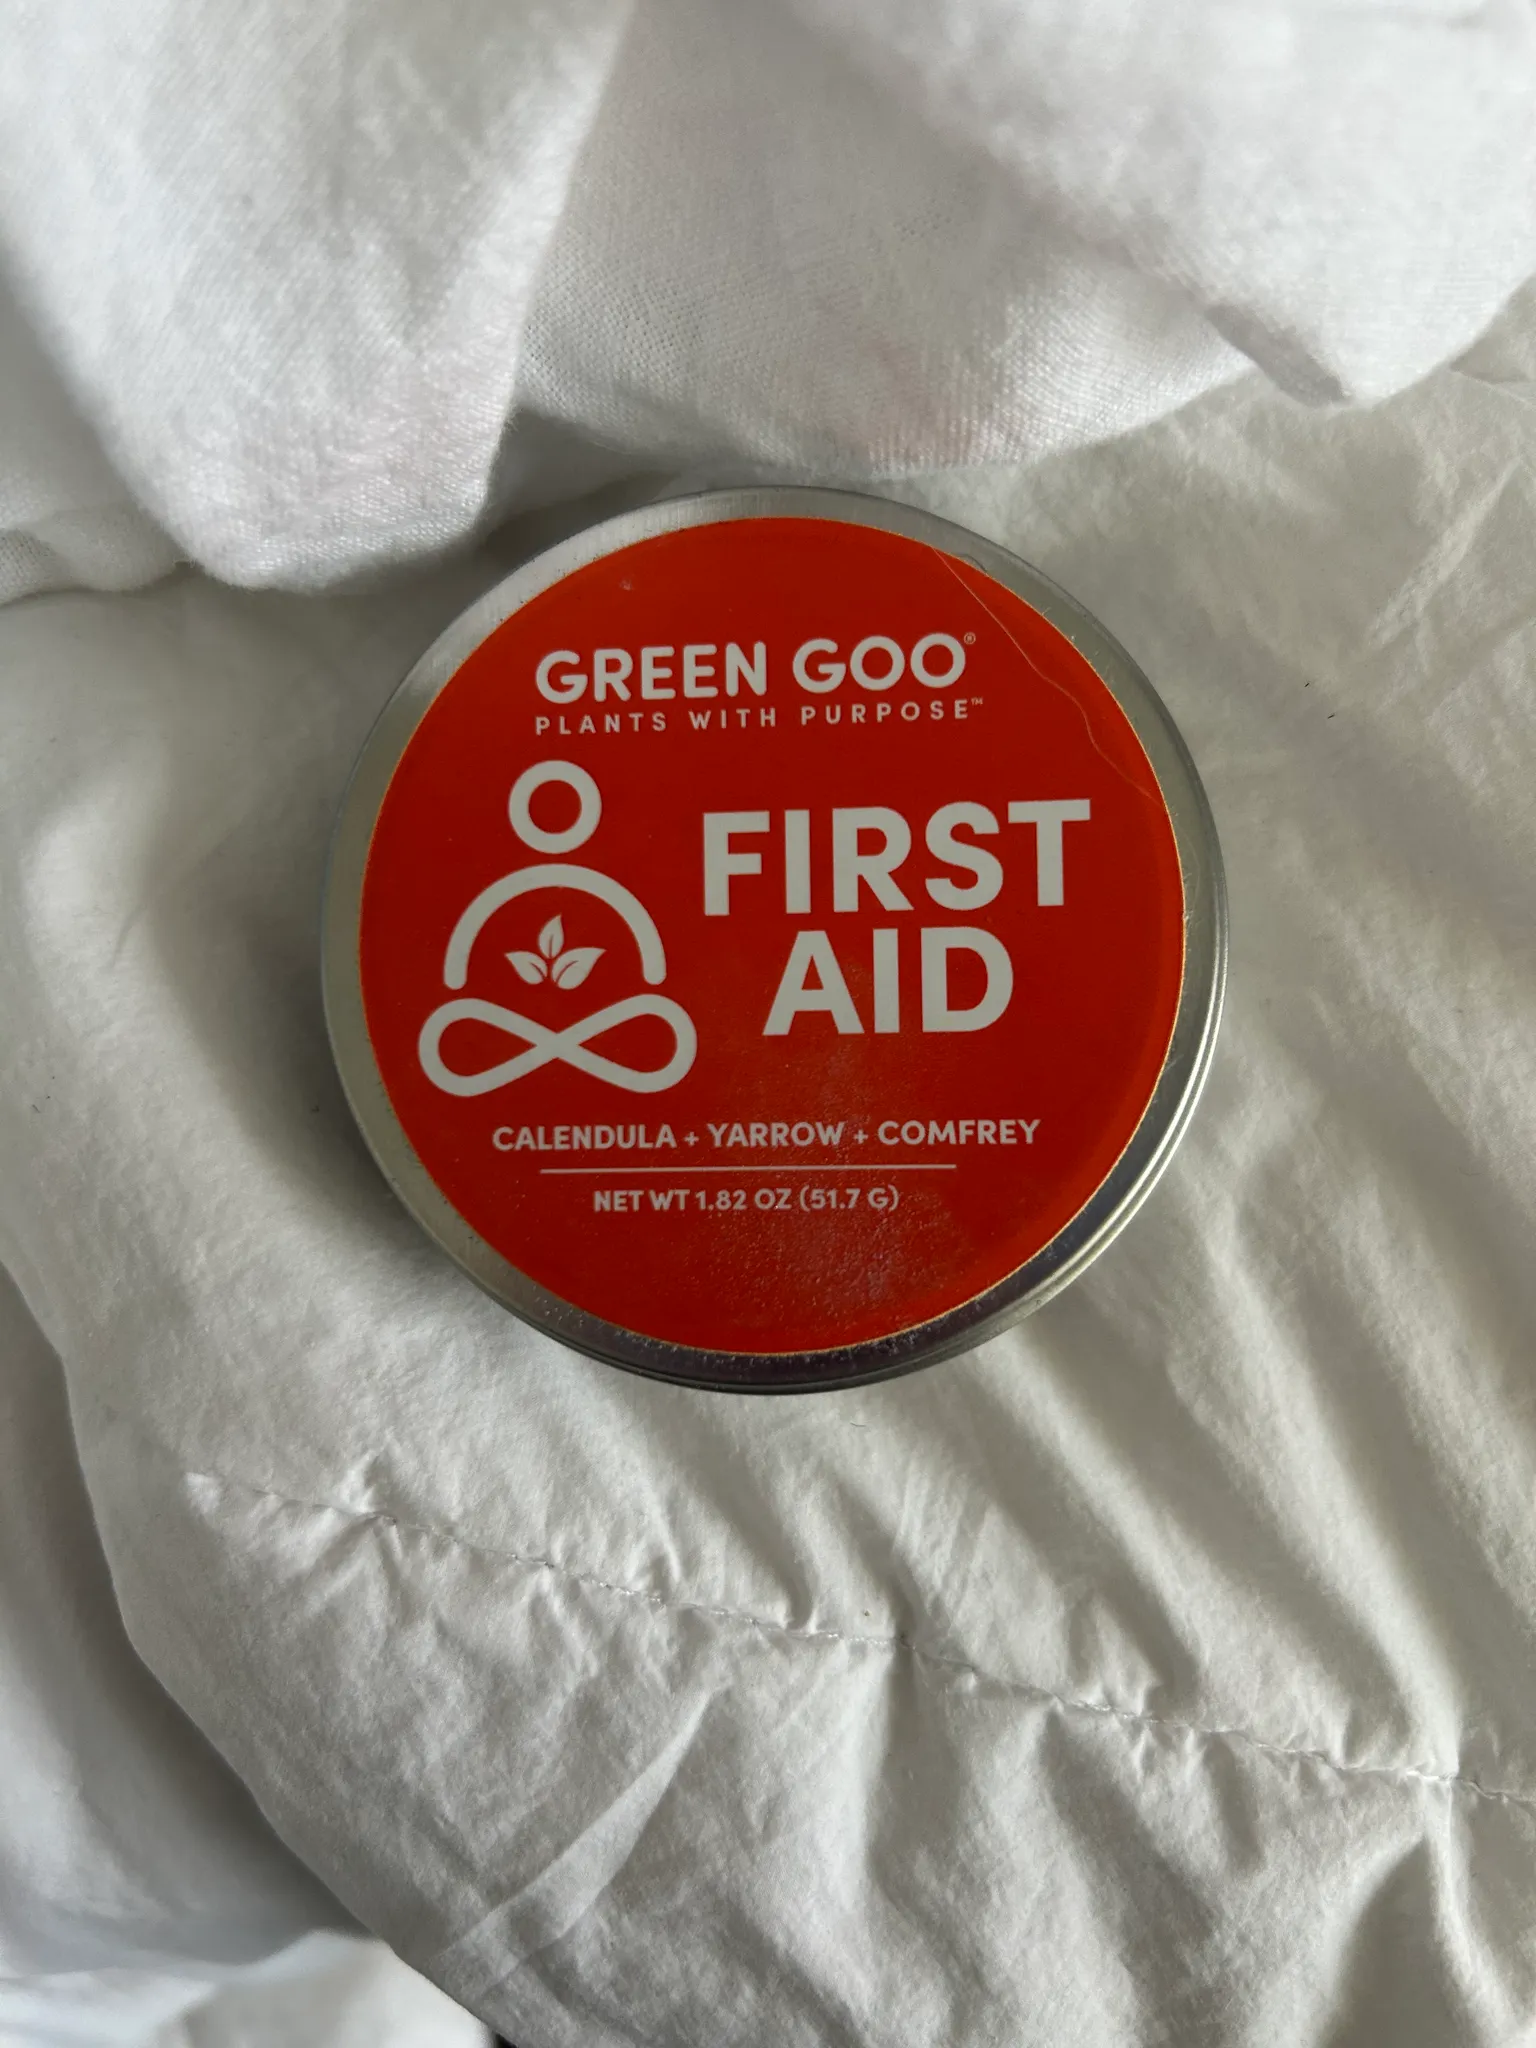 GREEN GOO®
PLANTS WITH PURPOSE™
FIRST
AID
CALENDULA + YARROW + COMFREY
NET WT 1.82 OZ (51.7 G)